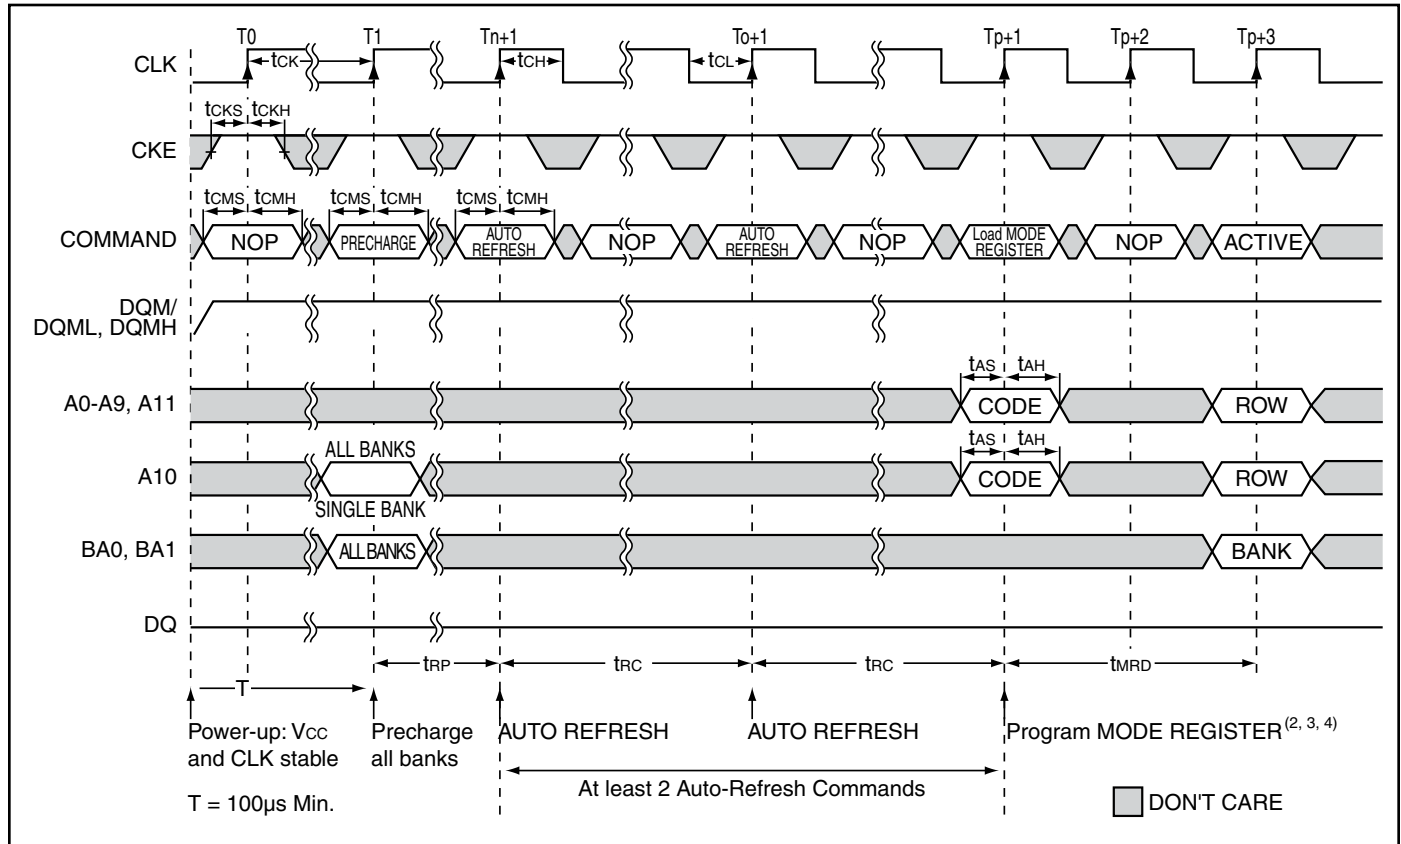 T0 T1 Tn+1 To+1 Tp+1 Tp+2 Tp+3
CLK tCK tCH tCL
tCKS tCKH
CKE
tCMS tCMH tCMS tCMH tCMS tCMH
COMMAND NOP PRECHARGE AUTO REFRESH NOP AUTO REFRESH NOP Load MODE REGISTER NOP ACTIVE
DQM/
DQML, DQMH
tAS tAH
A0-A9, A11 CODE ROW
ALL BANKS tAS tAH
A10 CODE ROW
SINGLE BANK
BA0, BA1 ALL BANKS BANK
DQ
tRP tRC tRC tMRD
T
Power-up: VCC Precharge AUTO REFRESH AUTO REFRESH Program MODE REGISTER(2, 3, 4)
and CLK stable all banks
At least 2 Auto-Refresh Commands
T = 100µs Min. DON'T CARE